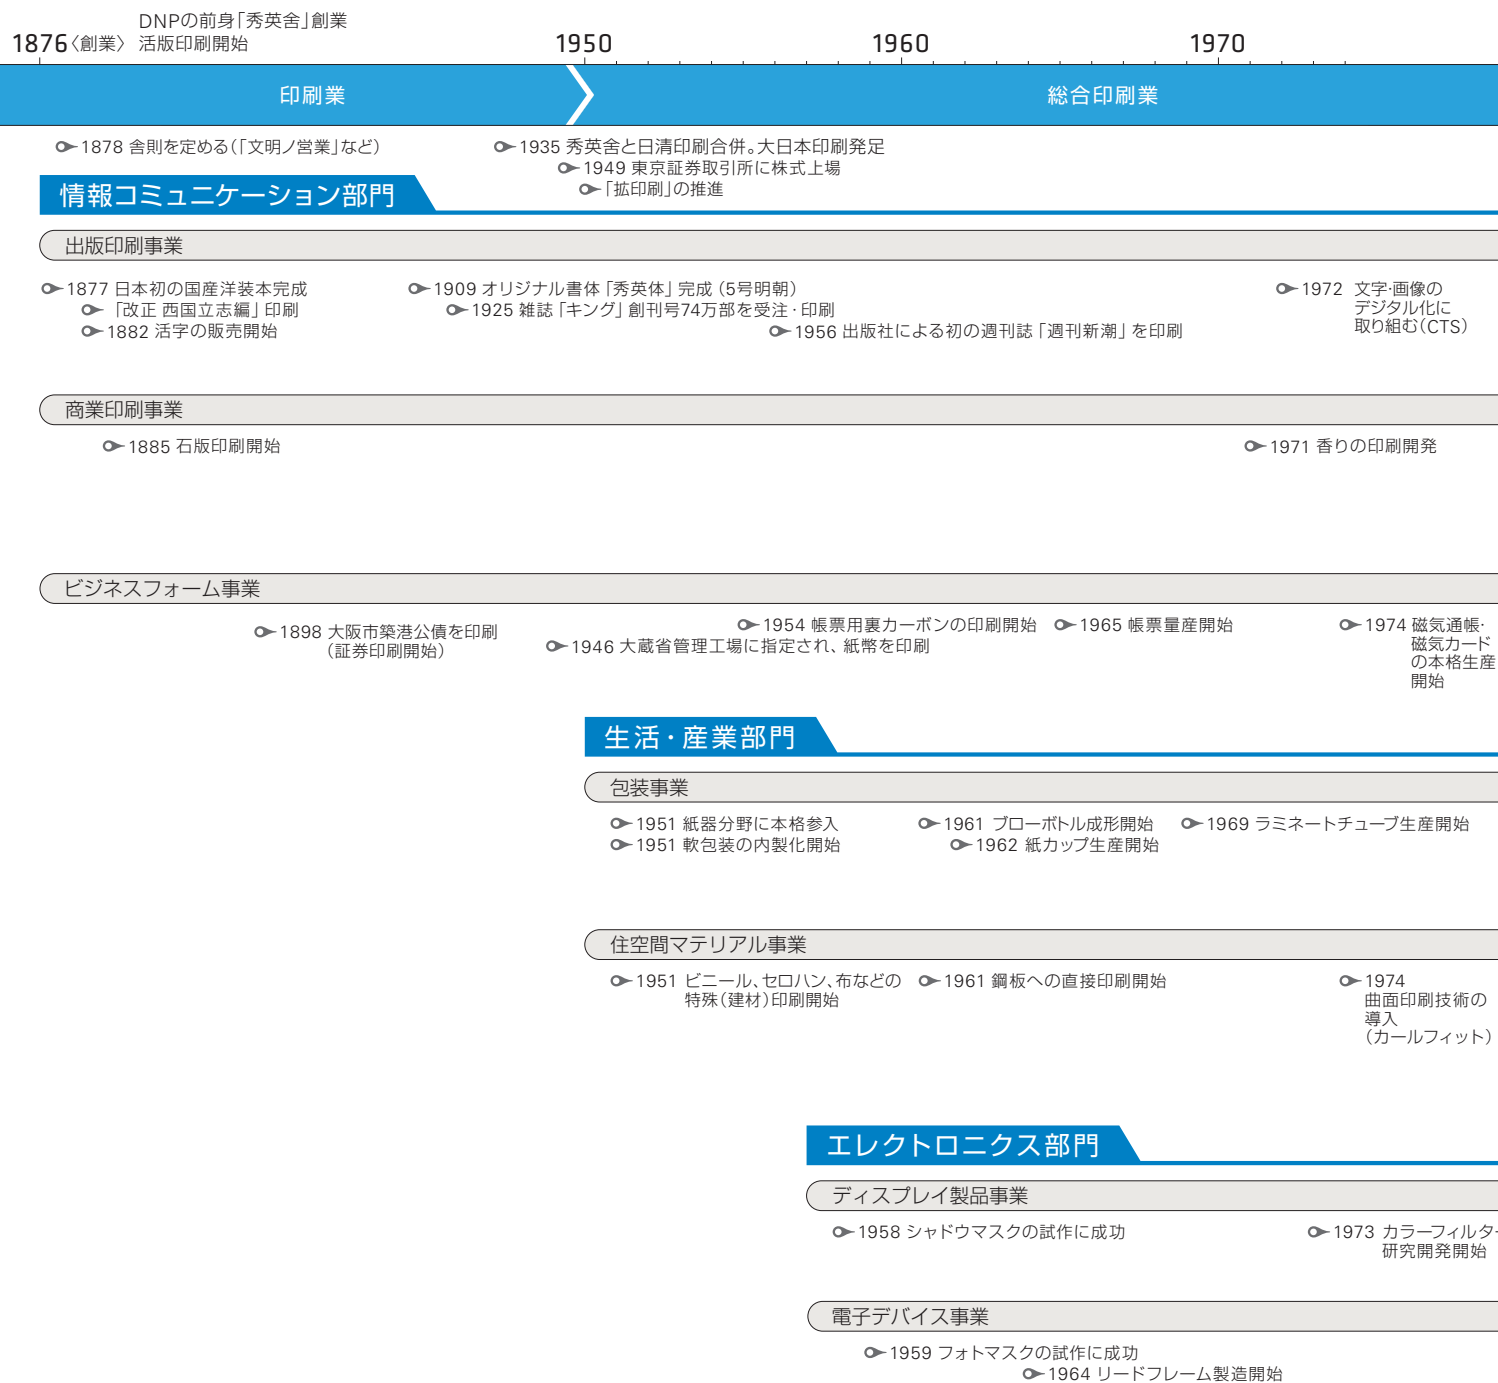 DNPの前身「秀英舎」創業
1876〈創業〉 活版印刷開始
1950
1960
1970
印刷業
総合印刷業
1878 舎則を定める(「文明ノ営業」など)
1935 秀英舎と日清印刷合併。大日本印刷発足
1949 東京証券取引所に株式上場
「拡印刷」の推進
情報コミュニケーション部門
出版印刷事業
1877 日本初の国産洋装本完成
「改正 西国立志編」印刷
1882 活字の販売開始
1909 オリジナル書体「秀英体」完成(5号明朝)
1925 雑誌「キング」創刊号74万部を受注・印刷
1956 出版社による初の週刊誌「週刊新潮」を印刷
1972 文字・画像の
デジタル化に
取り組む(CTS)
商業印刷事業
1885 石版印刷開始
1971 香りの印刷開発
ビジネスフォーム事業
1898 大阪市築港公債を印刷
(証券印刷開始)
1954 帳票用裏カーボンの印刷開始
1946 大蔵省管理工場に指定され、紙幣を印刷
1965 帳票量産開始
1974 磁気通帳・
磁気カード
の本格生産
開始
生活・産業部門
包装事業
1951 紙器分野に本格参入
1951 軟包装の内製化開始
1961 ブローボトル成形開始
1962 紙カップ生産開始
1969 ラミネートチューブ生産開始
住空間マテリアル事業
1951 ビニール、セロハン、布などの
特殊(建材)印刷開始
1961 鋼板への直接印刷開始
1974
曲面印刷技術の
導入
(カールフィット)
エレクトロニクス部門
ディスプレイ製品事業
1958 シャドウマスクの試作に成功
1973 カラーフィルター
研究開発開始
電子デバイス事業
1959 フォトマスクの試作に成功
1964 リードフレーム製造開始